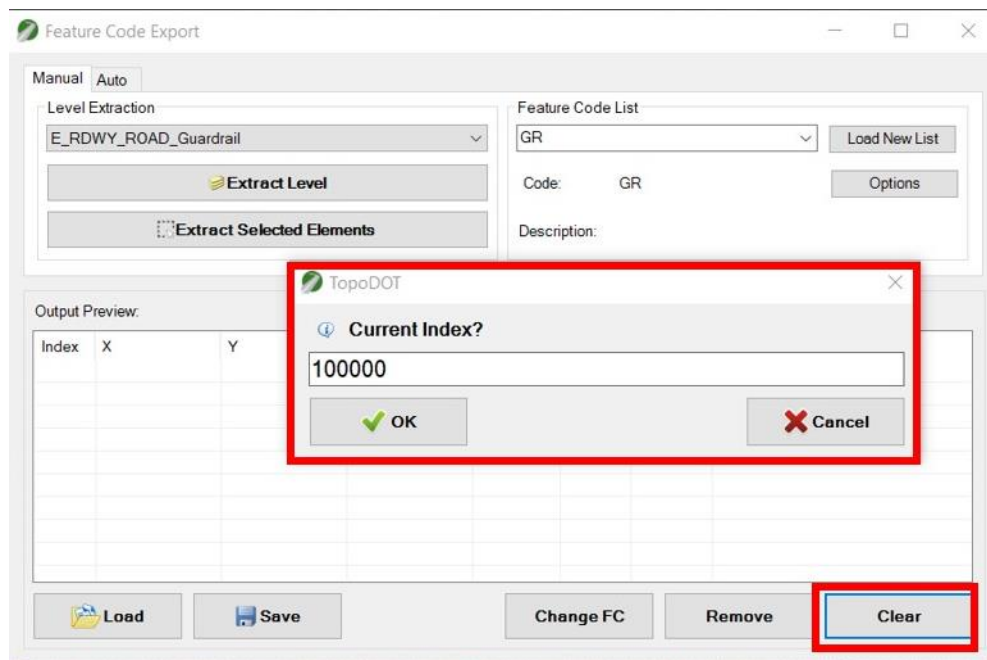 Feature Code Export
Manual Auto
Level Extraction
E_RDWY_ROAD_Guardrail
Extract Level
Extract Selected Elements
Feature Code List
GR
Load New List
Code: GR
Options
Description:
TopoDOT
Current Index?
100000
OK
Cancel
Output Preview:
Index X Y
Load
Save
Change FC
Remove
Clear